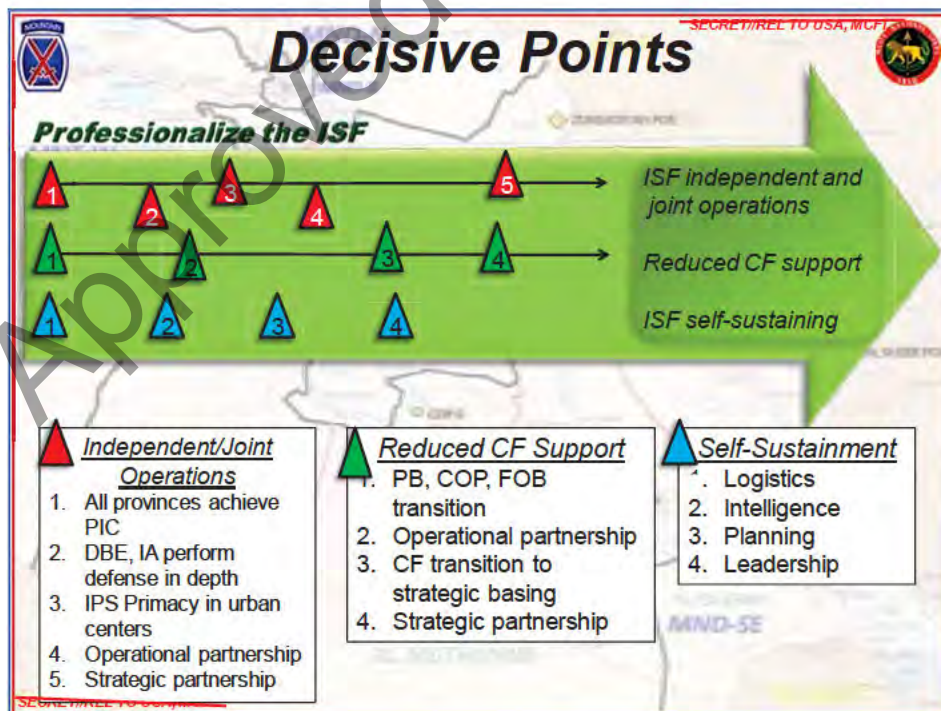 SECRET//REL TO USA, MCFI
Decisive Points
MOUNTAIN
Approved
Professionalize the ISF
1
2
3
4
5
ISF independent and
joint operations
1
2
3
4
Reduced CF support
1
2
3
4
ISF self-sustaining
Independent/Joint
Operations
1. All provinces achieve
PIC
2. DBE, IA perform
defense in depth
3. IPS Primacy in urban
centers
4. Operational partnership
5. Strategic partnership
Reduced CF Support
1. PB, COP, FOB
transition
2. Operational partnership
3. CF transition to
strategic basing
4. Strategic partnership
Self-Sustainment
1. Logistics
2. Intelligence
3. Planning
4. Leadership
MND-SE